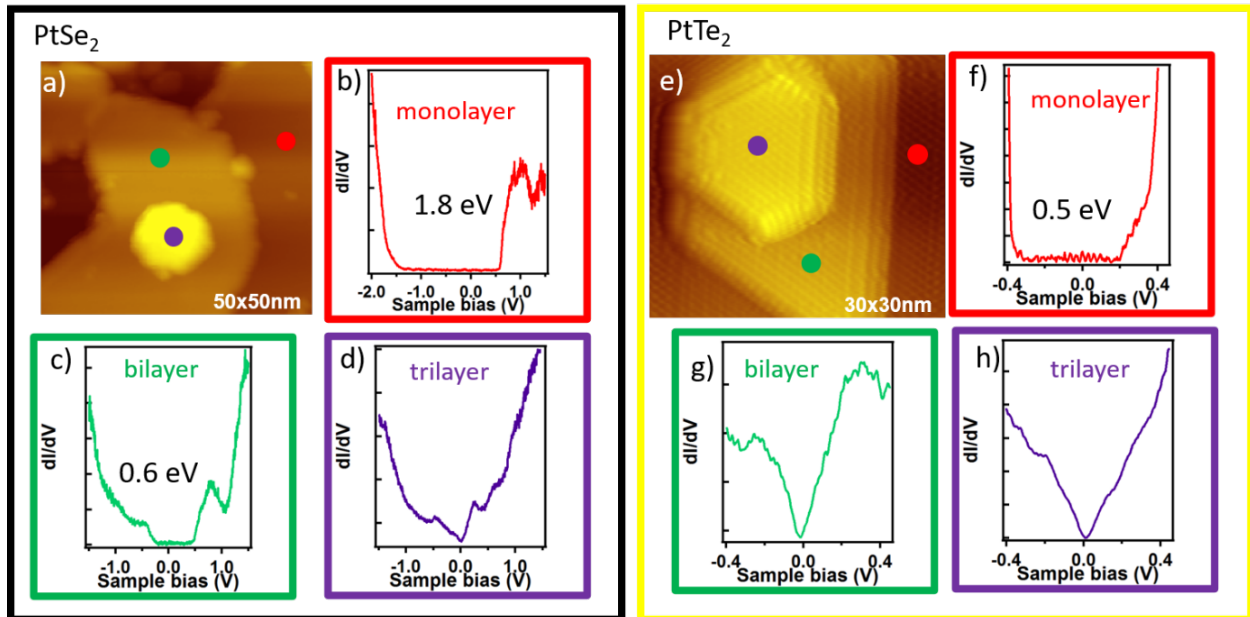 PtSe₂
a)
50x50nm
b)
monolayer
1.8 eV
dI/dV
-2.0 -1.0 0.0 1.0
Sample bias (V)
c)
bilayer
0.6 eV
dI/dV
-1.0 0.0 1.0
Sample bias (V)
d)
trilayer
dI/dV
-1.0 0.0 1.0
Sample bias (V)
PtTe₂
e)
30x30nm
f)
monolayer
0.5 eV
dI/dV
-0.4 0.0 0.4
Sample bias (V)
g)
bilayer
dI/dV
-0.4 0.0 0.4
Sample bias (V)
h)
trilayer
dI/dV
-0.4 0.0 0.4
Sample bias (V)